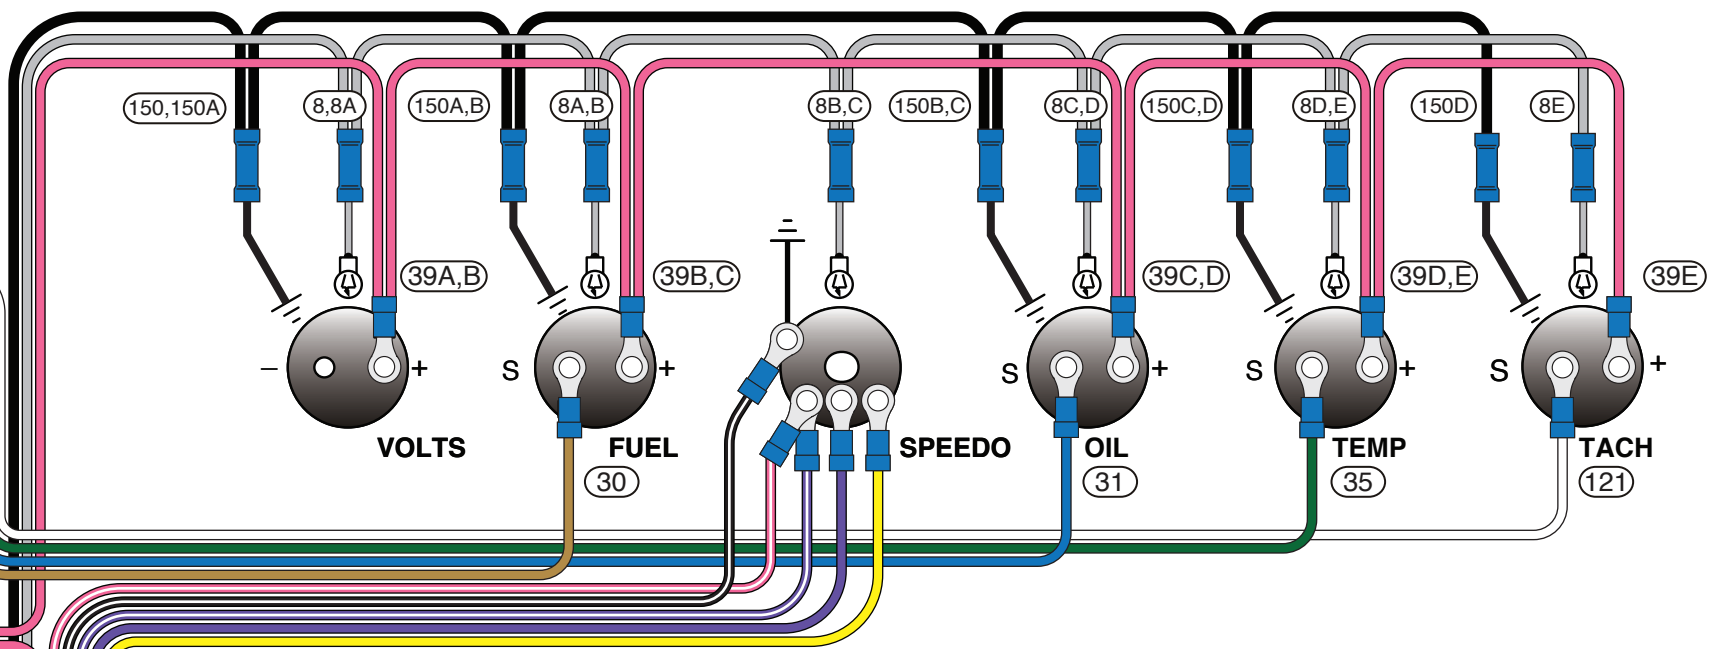 150,150A 8,8A 150A,B 8A,B 8B,C 150B,C 8C,D 150C,D 8D,E 150D 8E
39A,B 39B,C 39C,D 39D,E 39E
– + S + S + S + S +
VOLTS FUEL SPEEDO OIL TEMP TACH
30 31 35 121